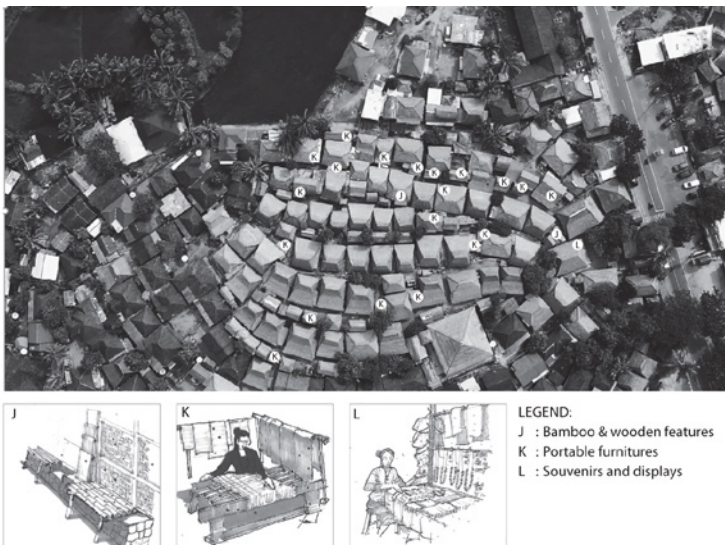 K
K K
K K
K K
K K
K J K K
K
K J
K K L
K
K
K
K
K
J K L
LEGEND:
J : Bamboo & wooden features
K : Portable furnitures
L : Souvenirs and displays